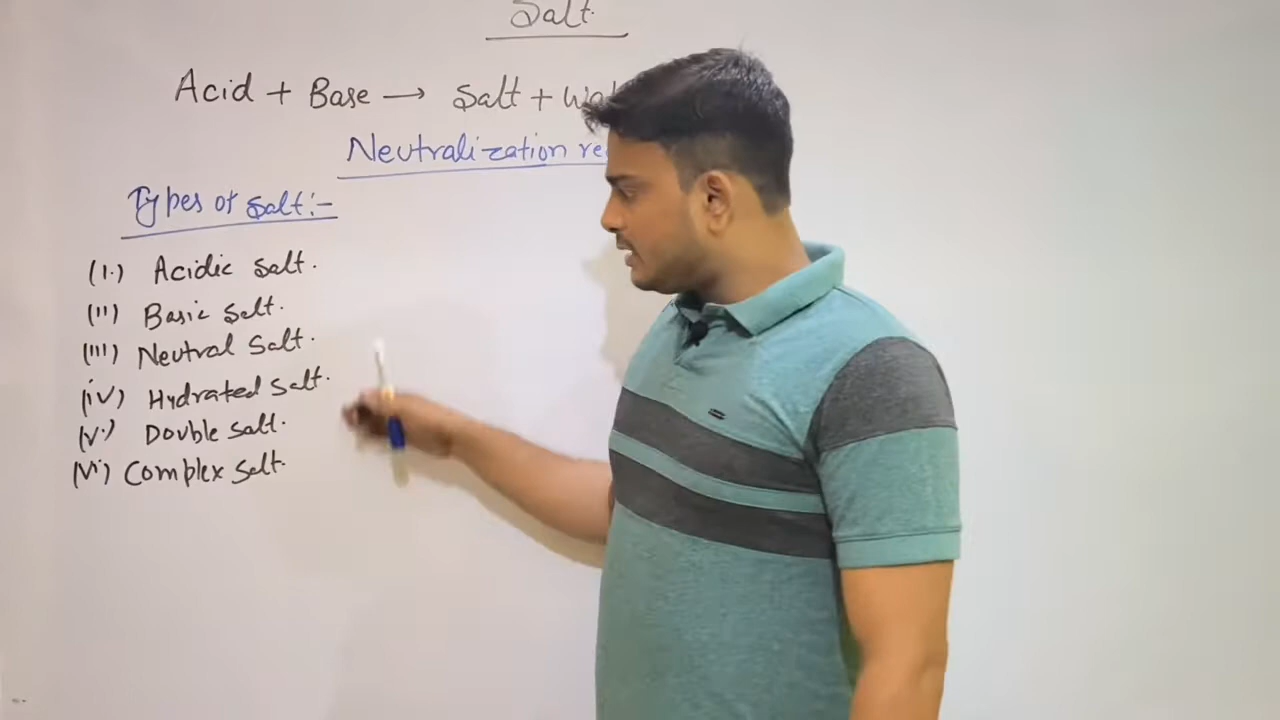 Salt.
Acid + Base → Salt + Wat
Neutralization re
Types of Salt:-
(I.) Acidic Salt.
(II) Basic Salt.
(III) Neutral Salt.
(iv) Hydrated Salt.
(V.) Double Salt.
(Vi) Complex Salt.